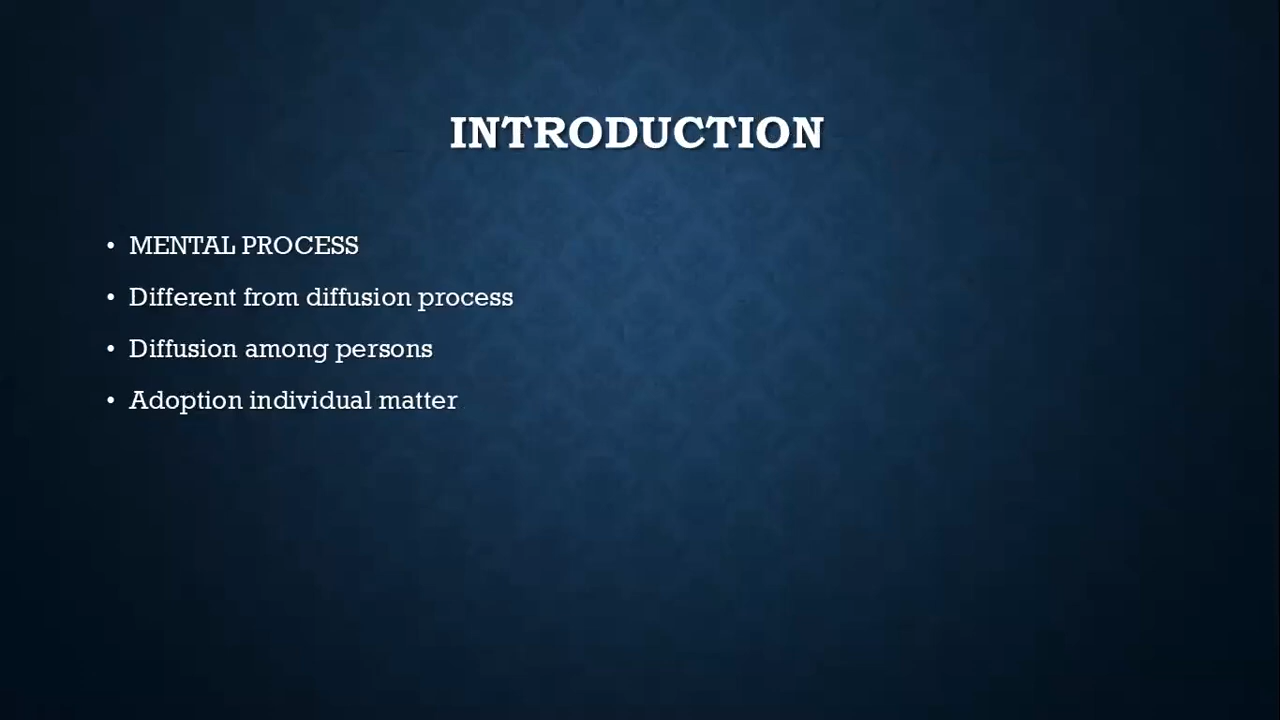 INTRODUCTION
• MENTAL PROCESS
• Different from diffusion process
• Diffusion among persons
• Adoption individual matter